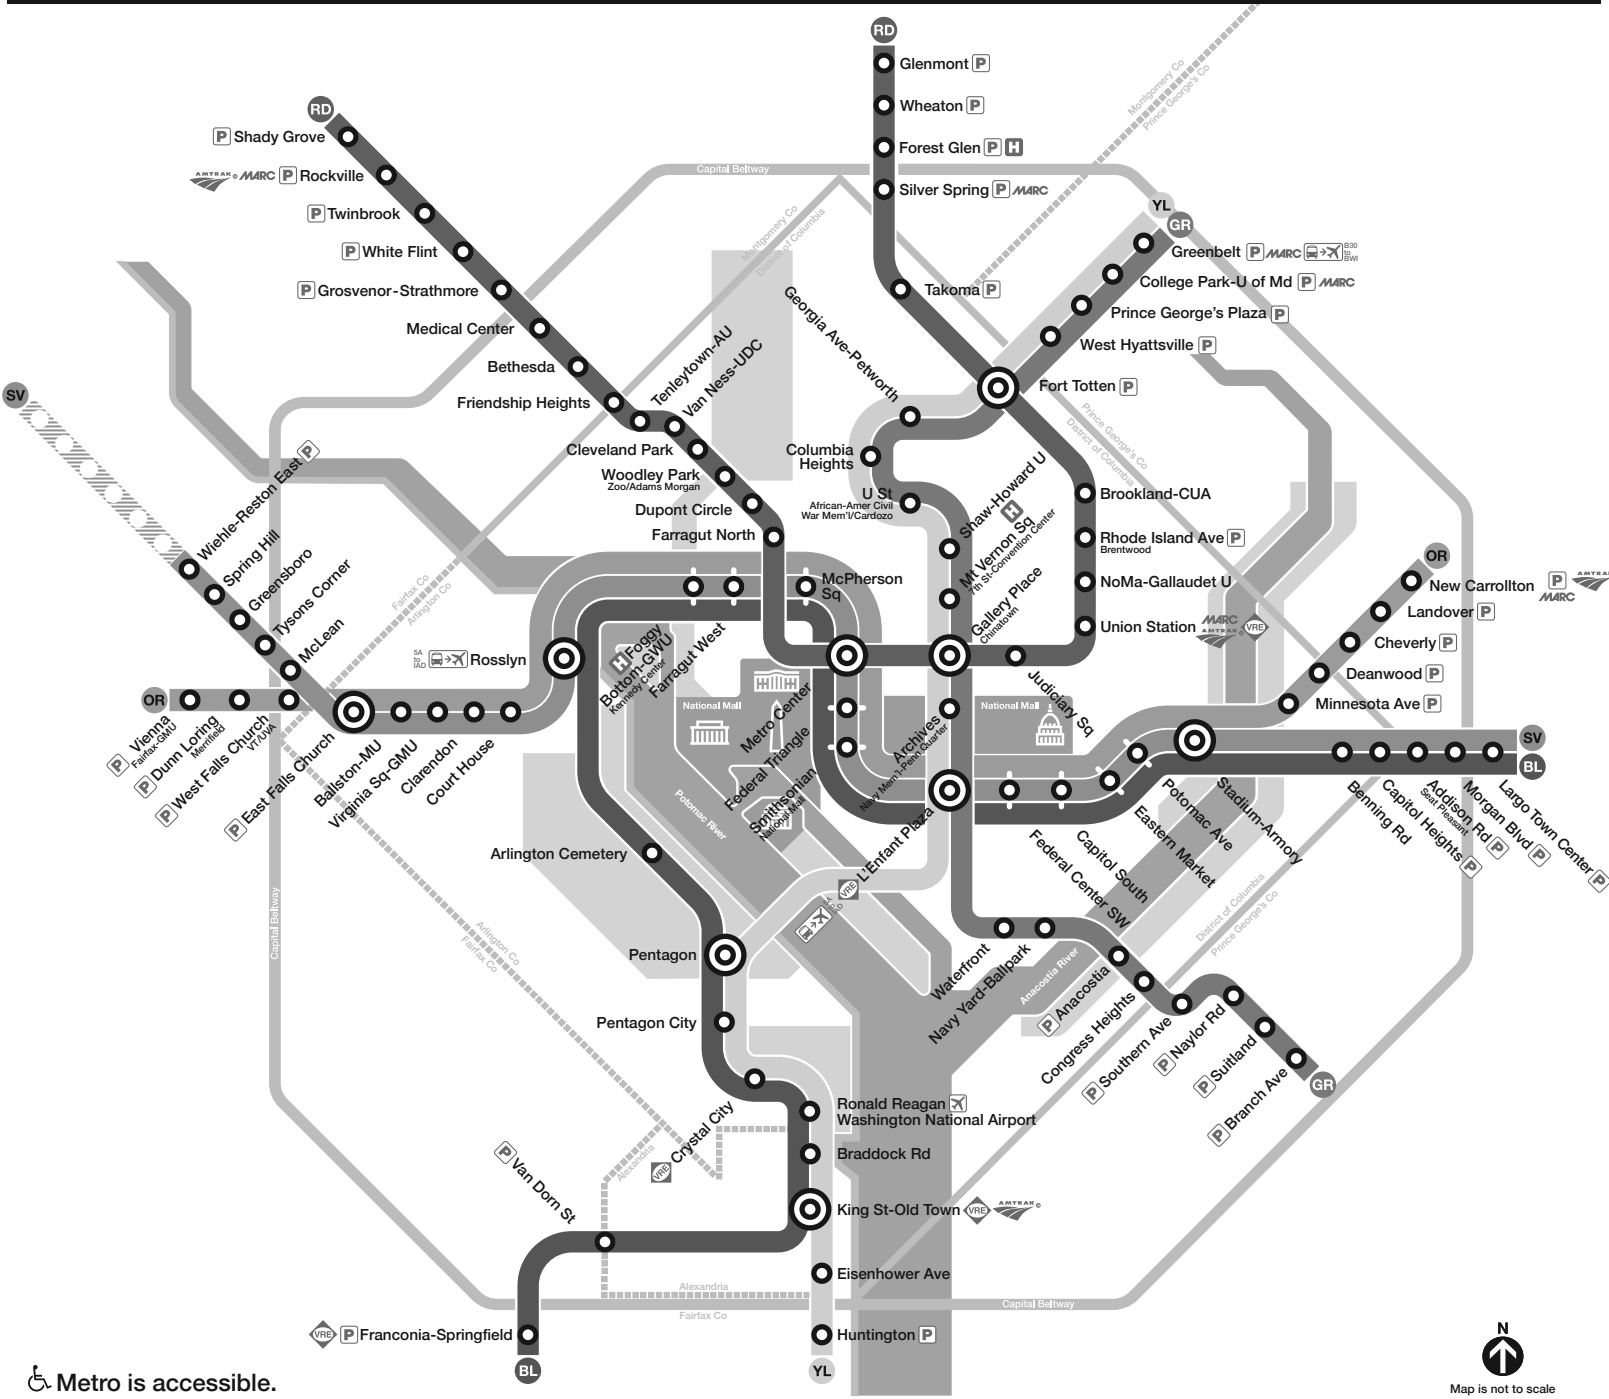 RD
Glenmont P
Wheaton P
Forest Glen P H
Silver Spring P MARC
Takoma P
RD
P Shady Grove
AMTRAK MARC P Rockville
P Twinbrook
P White Flint
P Grosvenor-Strathmore
Medical Center
Bethesda
Friendship Heights
Tenleytown-AU
Van Ness-UDC
Cleveland Park
Woodley Park
Zoo/Adams Morgan
Dupont Circle
Farragut North
Capital Beltway
Montgomery Co
Prince George's Co
Montgomery Co
District of Columbia
YL
GR
Greenbelt P MARC B30 to BWI
College Park-U of Md P MARC
Prince George's Plaza P
West Hyattsville P
Fort Totten P
Prince George's Co
District of Columbia
Georgia Ave-Petworth
Columbia
Heights
U St
African-Amer Civil
War Mem'l/Cardozo
Shaw-Howard U
H
Mt Vernon Sq
7th St-Convention Center
Gallery Place
Chinatown
Brookland-CUA
Rhode Island Ave P
Brentwood
NoMa-Gallaudet U
Union Station MARC AMTRAK VRE
Judiciary Sq
SV
Wiehle-Reston East P
Spring Hill
Greensboro
Tysons Corner
McLean
Fairfax Co
Arlington Co
OR
P Vienna
Fairfax-GMU
P Dunn Loring
Merrifield
P West Falls Church
VT/UVA
P East Falls Church
Ballston-MU
Virginia Sq-GMU
Clarendon
Court House
5A to IAD Rosslyn
H Foggy
Bottom-GWU
Kennedy Center
Farragut West
McPherson
Sq
Metro Center
Federal Triangle
Smithsonian
National Mall
National Mall
National Mall
Archives
Navy Mem'l-Penn Quarter
VRE L'Enfant Plaza
5A to IAD
Potomac River
Federal Center SW
Capitol South
Eastern Market
Potomac Ave
Stadium-Armory
OR
New Carrollton P AMTRAK
MARC
Landover P
Cheverly P
Deanwood P
Minnesota Ave P
SV
BL
Benning Rd
Capitol Heights P
Addison Rd P
Seat Pleasant
Morgan Blvd P
Largo Town Center P
Arlington Cemetery
Pentagon
Pentagon City
VRE Crystal City
Ronald Reagan
Washington National Airport
Braddock Rd
King St-Old Town VRE AMTRAK
Eisenhower Ave
Huntington P
YL
P Van Dorn St
VRE P Franconia-Springfield
BL
Waterfront
Navy Yard-Ballpark
Anacostia River
P Anacostia
Congress Heights
P Southern Ave
P Naylor Rd
P Suitland
P Branch Ave
GR
District of Columbia
Prince George's Co
Capital Beltway
Arlington Co
Fairfax Co
Alexandria
Alexandria
Fairfax Co
Capital Beltway
Metro is accessible.
N
Map is not to scale